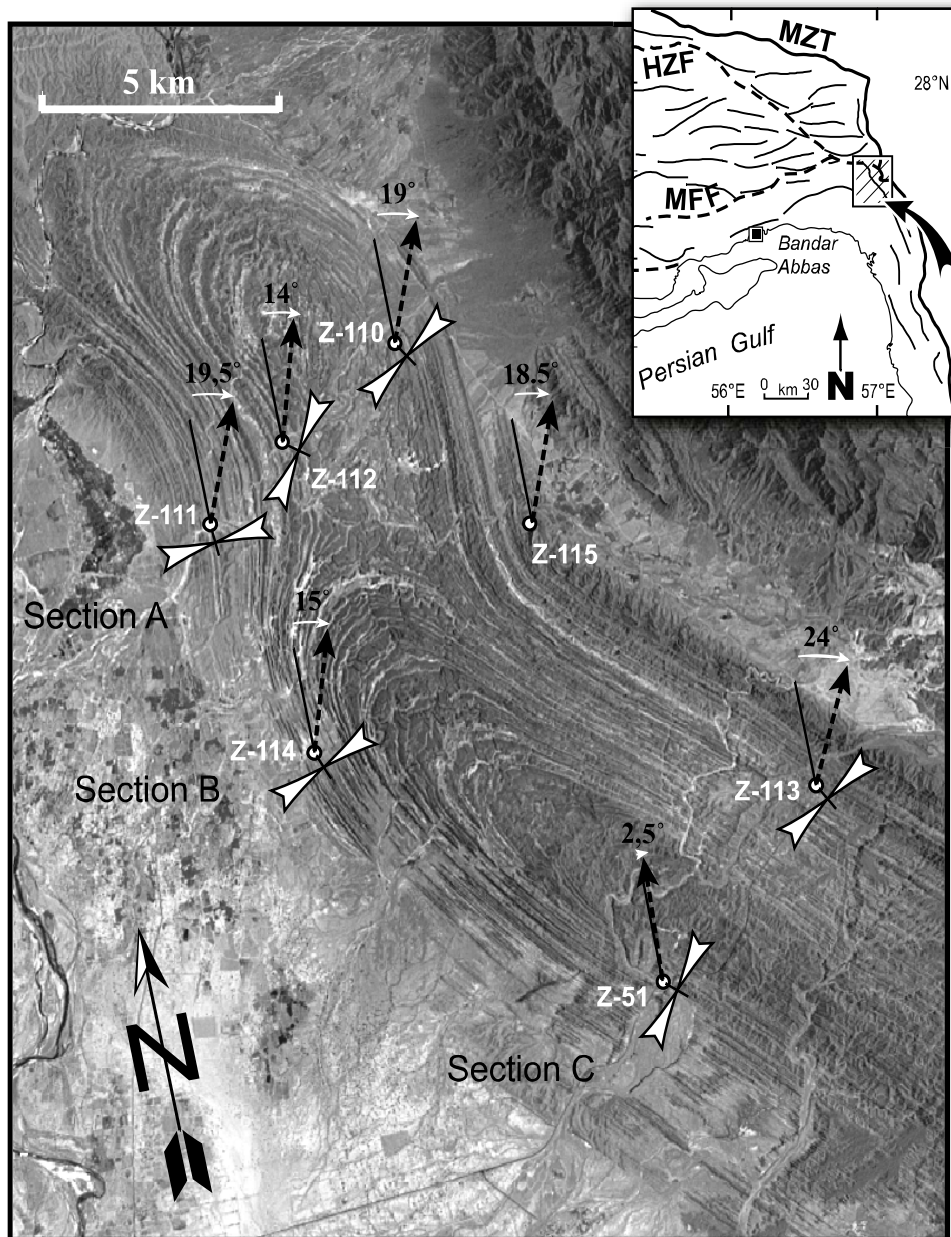 5 km
19°
14°
Z-110
19,5°
18.5°
Z-112
Z-111
Z-115
Section A
15°
24°
Z-114
Section B
Z-113
2,5°
Z-51
N
Section C
MZT
HZF
28°N
MFF
Bandar
Abbas
Persian Gulf
56°E 0 km 30 N 57°E